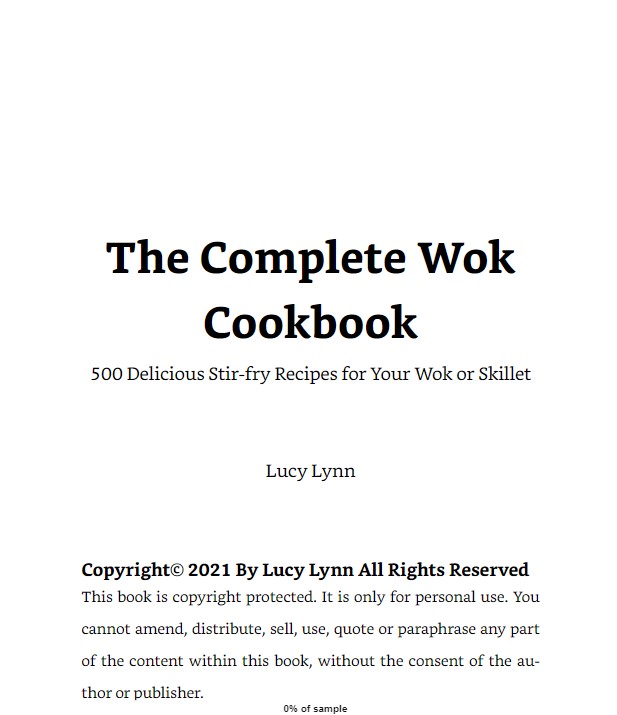 The Complete Wok
Cookbook
500 Delicious Stir-fry Recipes for Your Wok or Skillet
Lucy Lynn
Copyright© 2021 By Lucy Lynn All Rights Reserved
This book is copyright protected. It is only for personal use. You
cannot amend, distribute, sell, use, quote or paraphrase any part
of the content within this book, without the consent of the au-
thor or publisher.
0% of sample